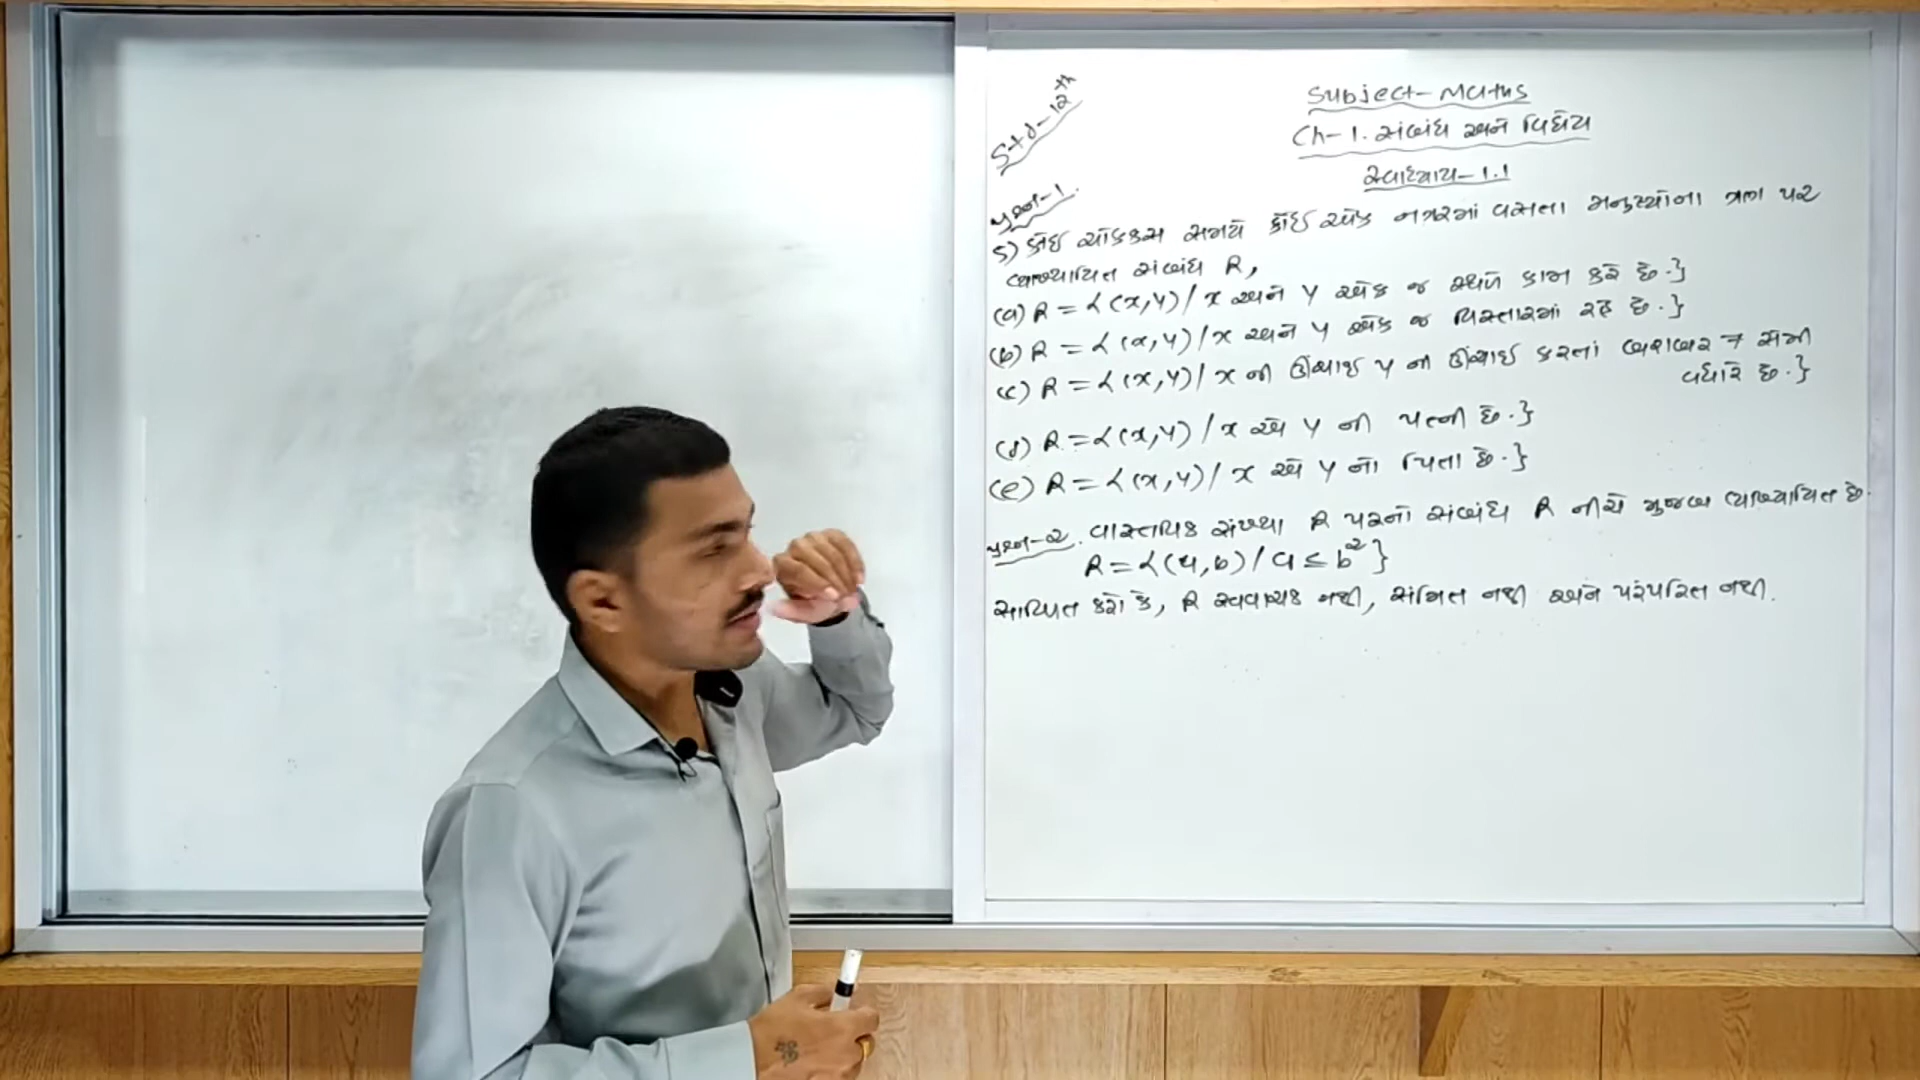 Std-12th
Subject-Maths
Ch-1. સંબંધ અને વિધેય
સ્વાધ્યાય-1.1
પ્રશ્ન-1.
5) કોઈ ચોક્કસ સમયે કોઈ એક નગરમાં વસતા મનુષ્યોના ગણ પર
વ્યાખ્યાયિત સંબંધ R,
(a) R = {(x,y) / x અને y એક જ સ્થળે કામ કરે છે.}
(b) R = {(x,y) / x અને y એક જ વિસ્તારમાં રહે છે.}
(c) R = {(x,y) / x ની ઊંચાઈ y ની ઊંચાઈ કરતાં બરાબર 7 સેમી
વધારે છે.}
(d) R = {(x,y) / x એ y ની પત્ની છે.}
(e) R = {(x,y) / x એ y નો પિતા છે.}
પ્રશ્ન-2. વાસ્તવિક સંખ્યા R પરનો સંબંધ R નીચે મુજબ વ્યાખ્યાયિત છે.
R = {(a,b) / a ≤ b²}
સાબિત કરો કે, R સ્વવાચક નથી, સંમિત નથી અને પરંપરિત નથી.